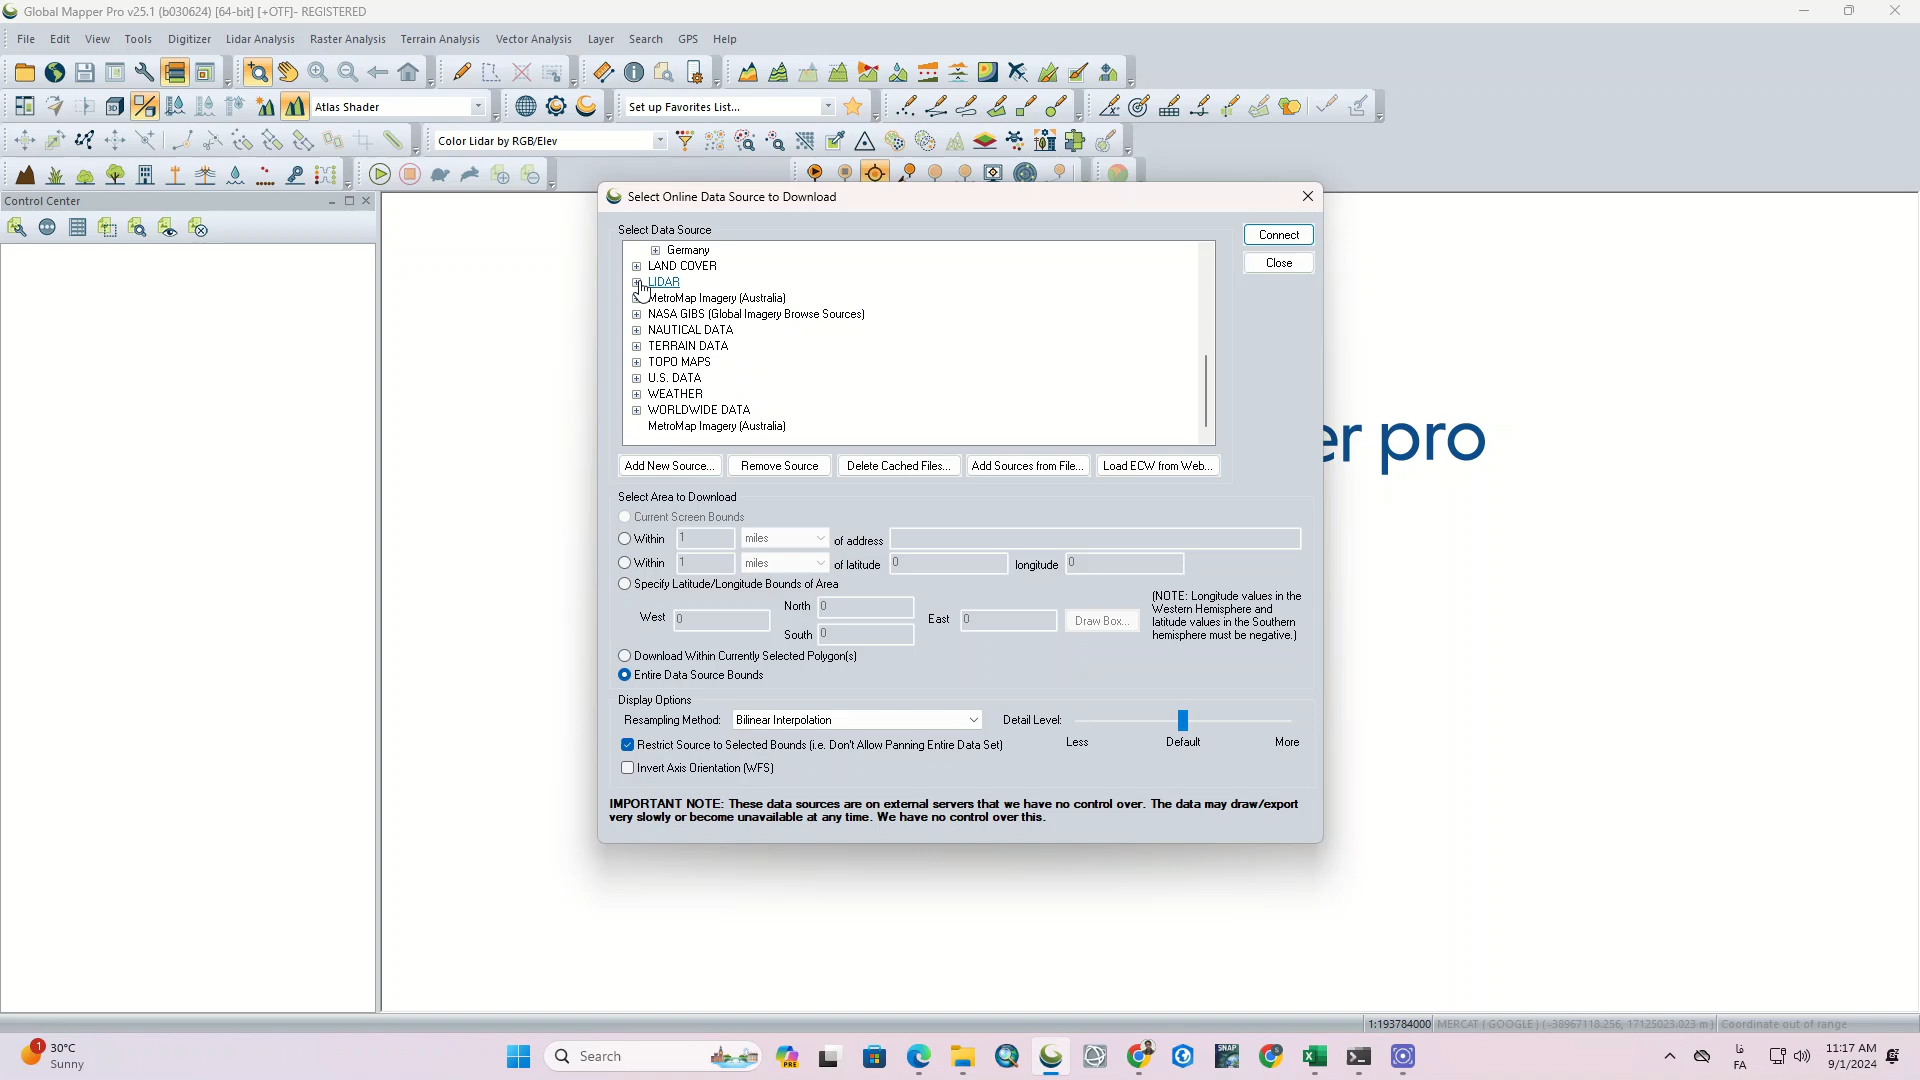 Global Mapper Pro v25.1 (b030624) [64-bit] [+OTF]- REGISTERED
File Edit View Tools Digitizer Lidar Analysis Raster Analysis Terrain Analysis Vector Analysis Layer Search GPS Help
Atlas Shader
Set up Favorites List...
Color Lidar by RGB/Elev
Control Center
Select Online Data Source to Download
Select Data Source
Connect
Close
Germany
LAND COVER
LIDAR
MetroMap Imagery (Australia)
NASA GIBS (Global Imagery Browse Sources)
NAUTICAL DATA
TERRAIN DATA
TOPO MAPS
U.S. DATA
WEATHER
WORLDWIDE DATA
MetroMap Imagery (Australia)
er pro
Add New Source... Remove Source Delete Cached Files... Add Sources from File... Load ECW from Web...
Select Area to Download
Current Screen Bounds
Within 1 miles of address
Within 1 miles of latitude 0 longitude 0
Specify Latitude/Longitude Bounds of Area
West 0 North 0 South 0 East 0 Draw Box...
(NOTE: Longitude values in the
Western Hemisphere and
latitude values in the Southern
hemisphere must be negative.)
Download Within Currently Selected Polygon(s)
Entire Data Source Bounds
Display Options
Resampling Method: Bilinear Interpolation Detail Level:
Less Default More
Restrict Source to Selected Bounds (i.e. Don't Allow Panning Entire Data Set)
Invert Axis Orientation (WFS)
IMPORTANT NOTE: These data sources are on external servers that we have no control over. The data may draw/export
very slowly or become unavailable at any time. We have no control over this.
1:193784000 MERCAT ( GOOGLE ) (-38967118.256, 17125023.023 m ) Coordinate out of range
1
30°C
Sunny
Search
PRE
SNAP
فا
FA
11:17 AM
9/1/2024